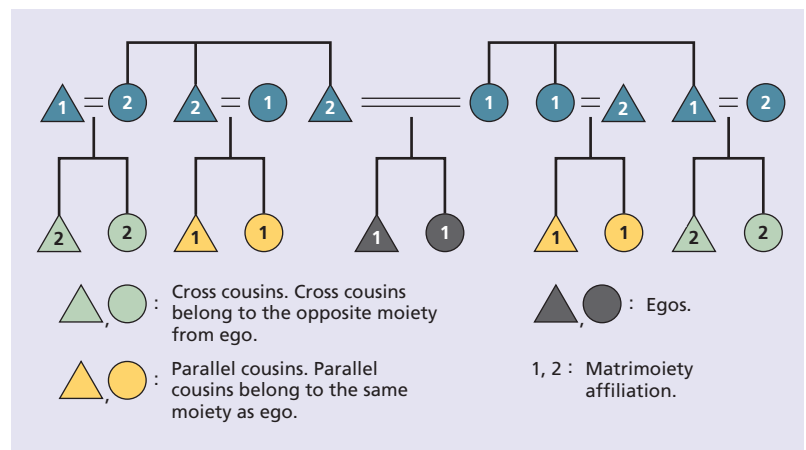 1 2 2 1 2 1 1 2 1 2
2 2 1 1 1 1 1 1 2 2
, : Cross cousins. Cross cousins
belong to the opposite moiety
from ego.
, : Parallel cousins. Parallel
cousins belong to the same
moiety as ego.
, : Egos.
1, 2 : Matrimoiety
affiliation.